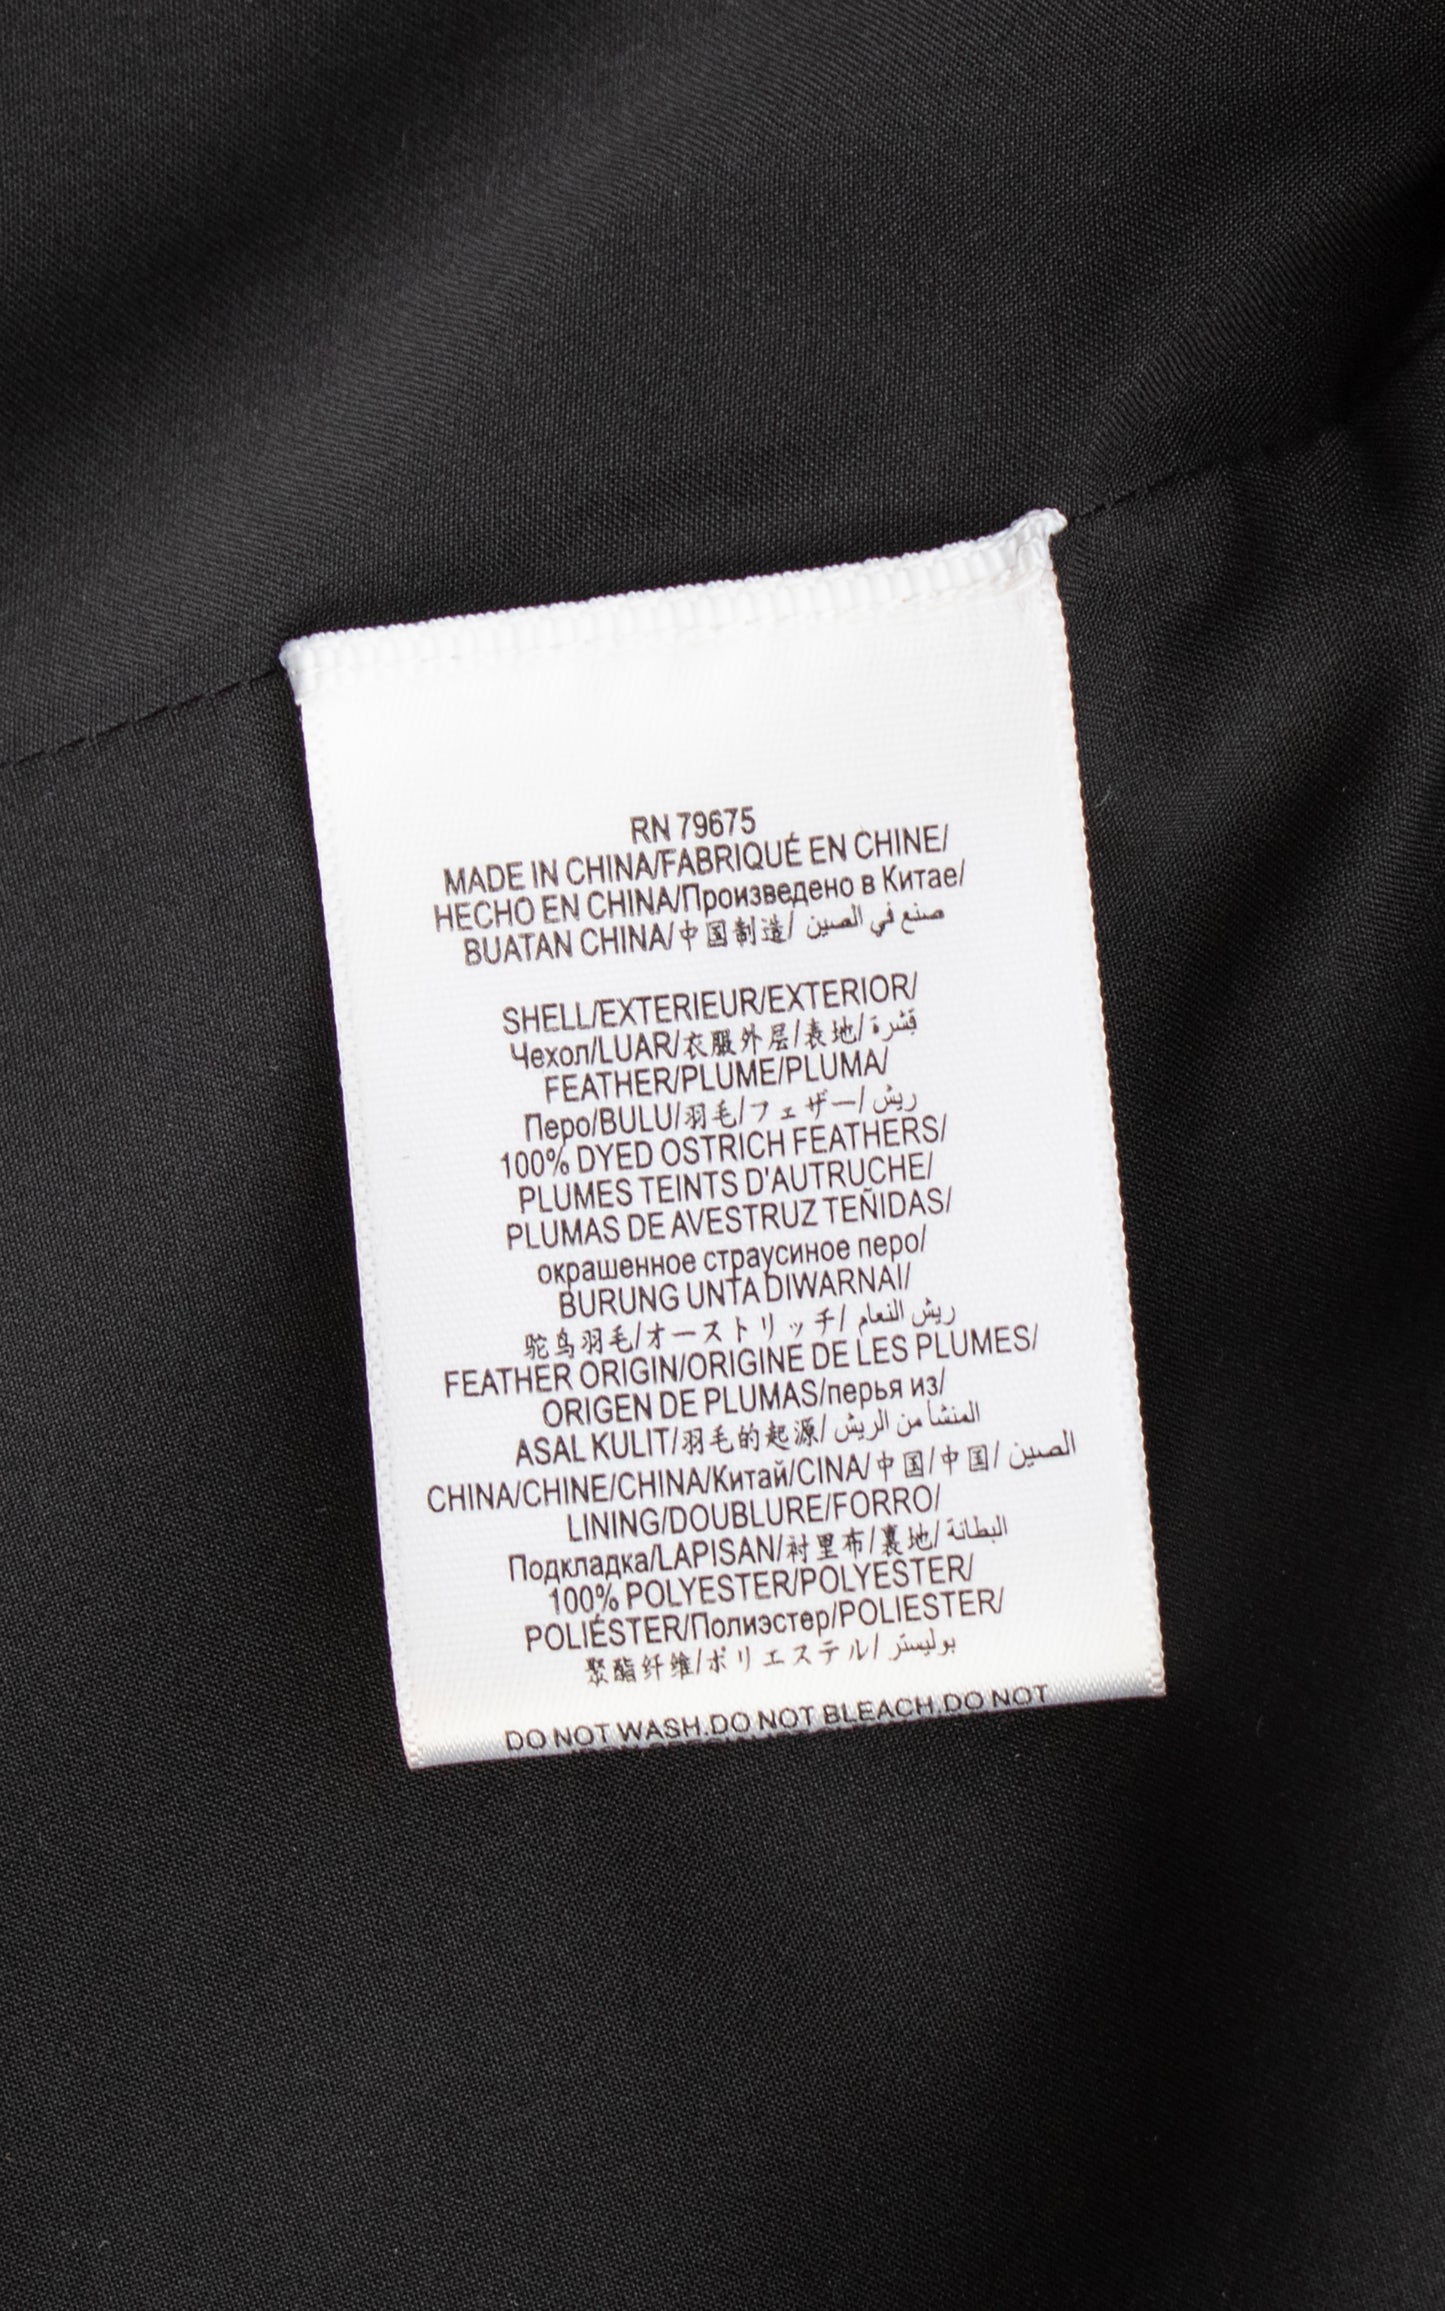 RN 79675
MADE IN CHINA/FABRIQUÉ EN CHINE/
HECHO EN CHINA/Произведено в Китае/
BUATAN CHINA/中国制造/ صنع في الصين
SHELL/EXTERIEUR/EXTERIOR/
Чехол/LUAR/衣服外层/表地/ قشرة
FEATHER/PLUME/PLUMA/
Перо/BULU/羽毛/フェザー/ ريش
100% DYED OSTRICH FEATHERS/
PLUMES TEINTS D'AUTRUCHE/
PLUMAS DE AVESTRUZ TEÑIDAS/
окрашенное страусиное перо/
BURUNG UNTA DIWARNAI/
鸵鸟羽毛/オーストリッチ/ ريش النعام
FEATHER ORIGIN/ORIGINE DE LES PLUMES/
ORIGEN DE PLUMAS/перья из/
ASAL KULIT/羽毛的起源/ المنشأ من الريش
CHINA/CHINE/CHINA/Китай/CINA/中国/中国/ الصين
LINING/DOUBLURE/FORRO/
Подкладка/LAPISAN/衬里布/裏地/ البطانة
100% POLYESTER/POLYESTER/
POLIÉSTER/Полиэстер/POLIESTER/
聚酯纤维/ポリエステル/ بوليستر
DO NOT WASH.DO NOT BLEACH.DO NOT